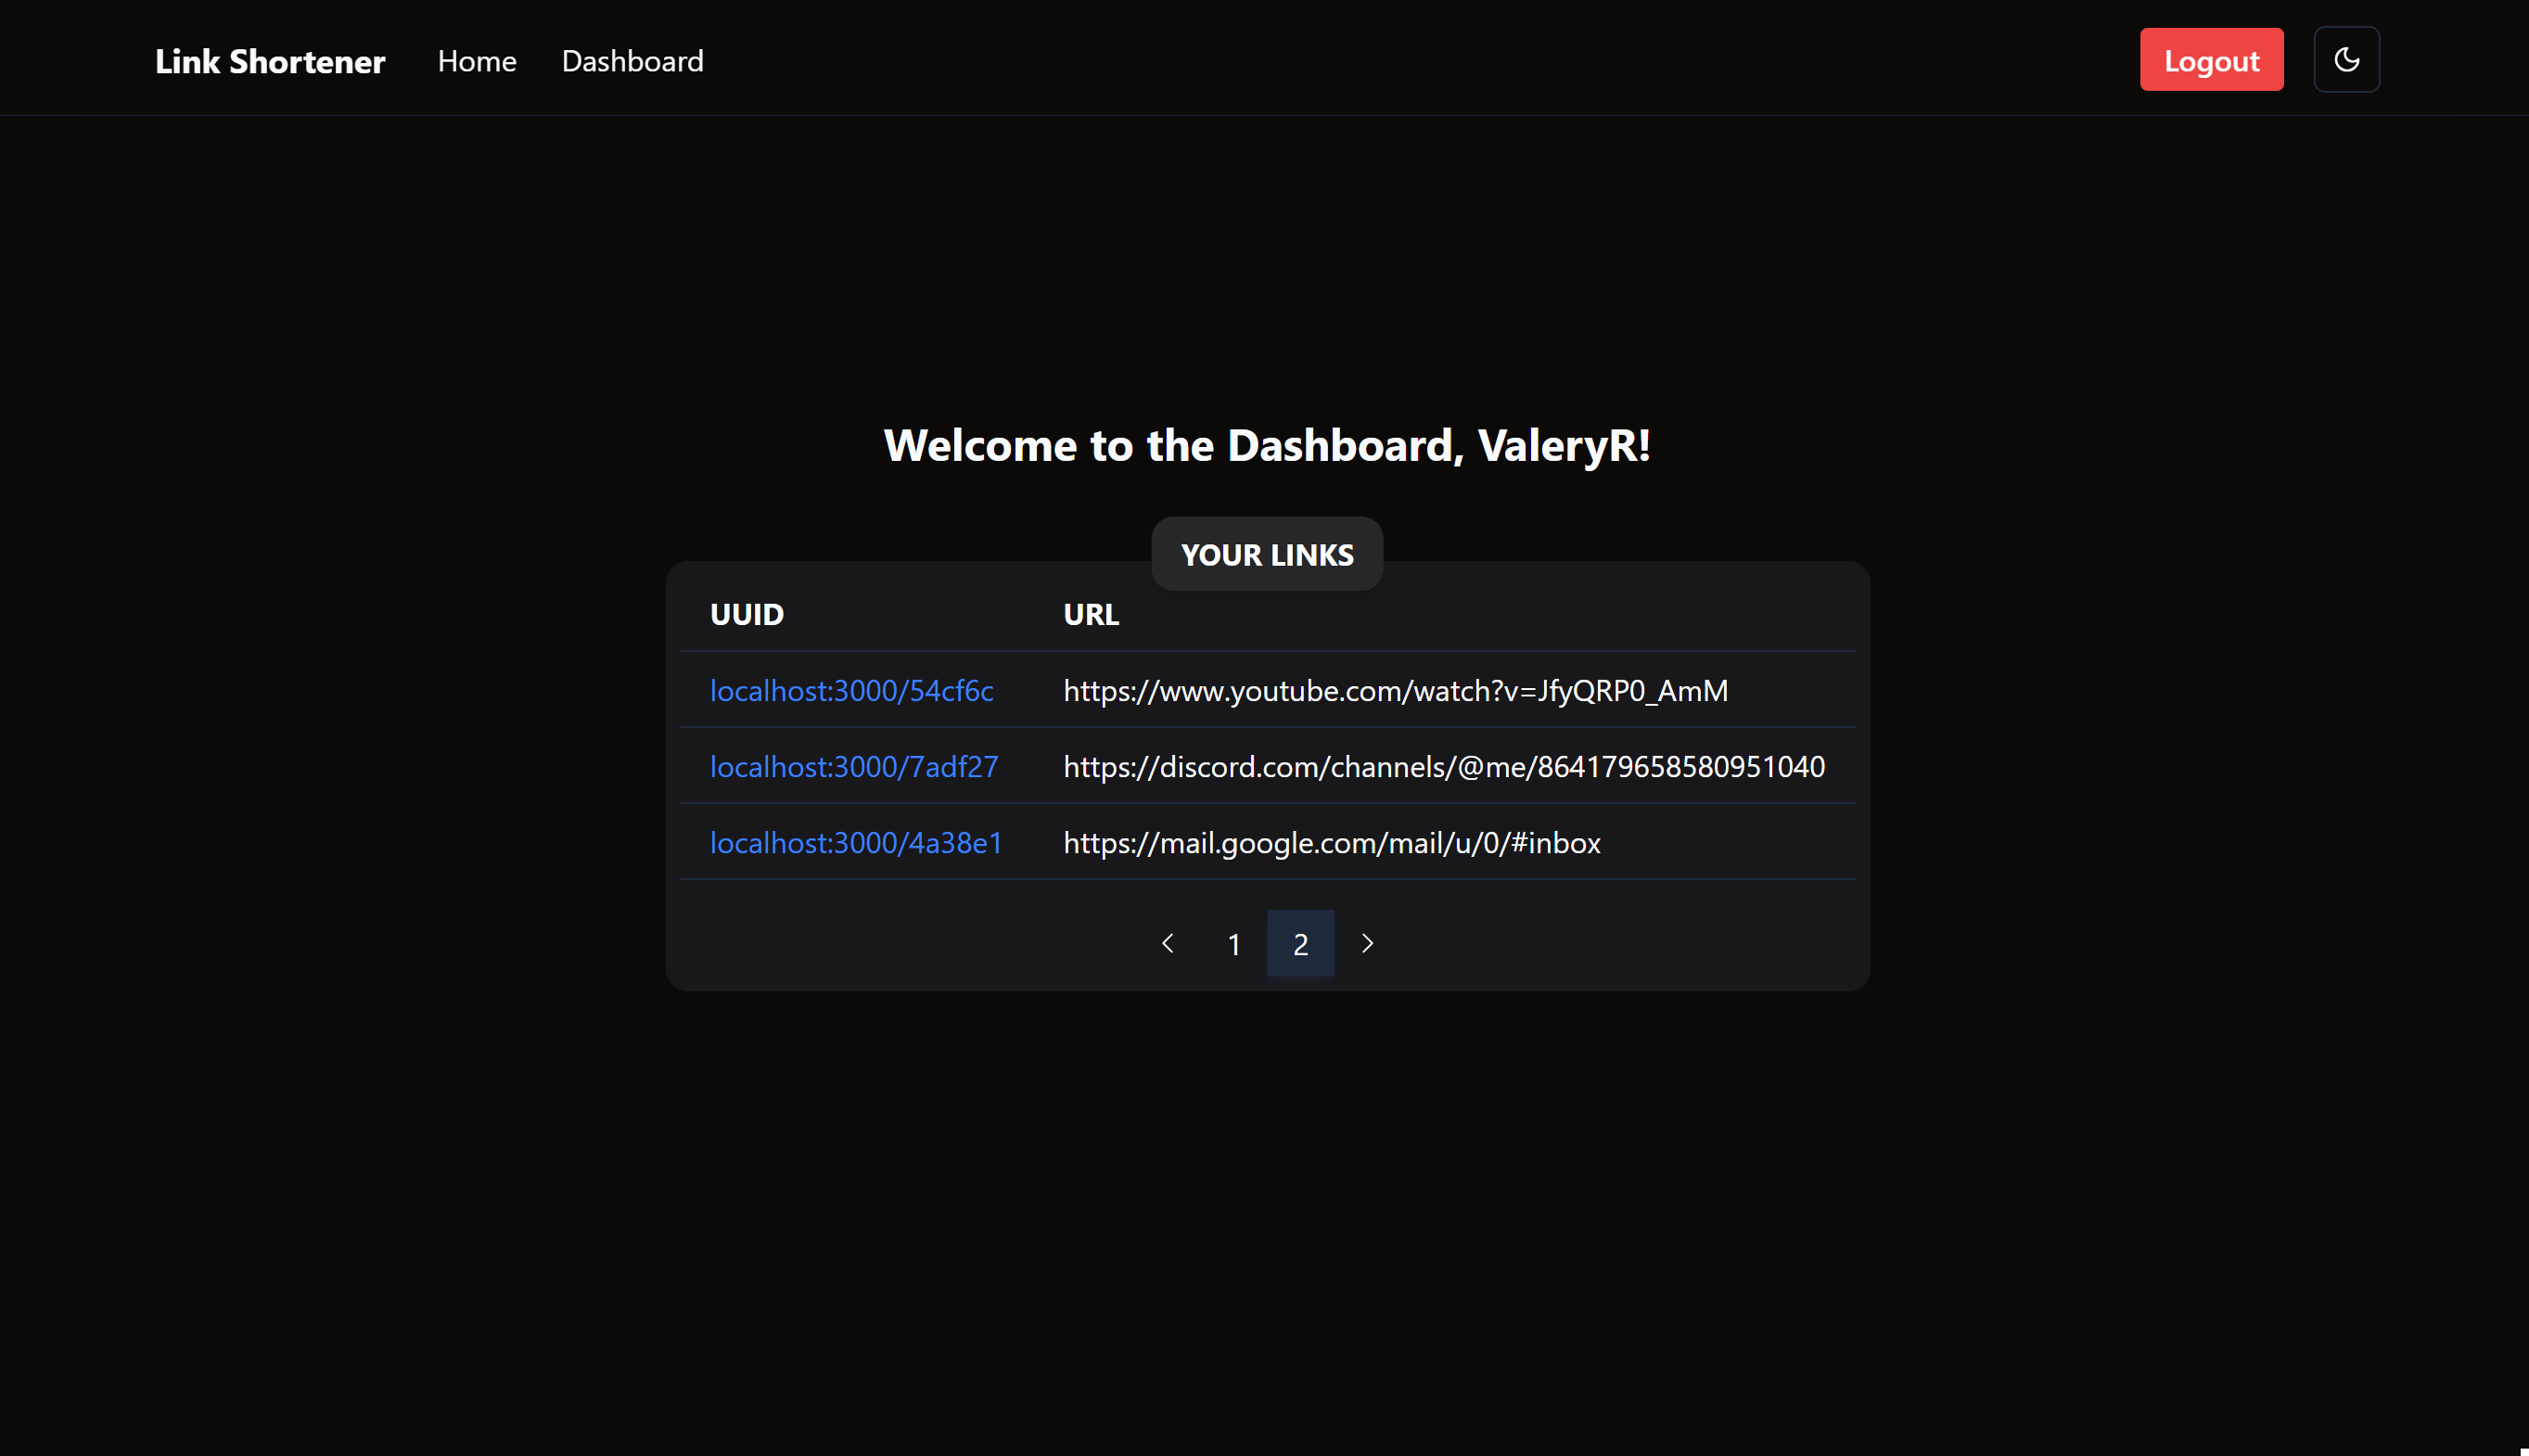 Link Shortener Home Dashboard Logout
Welcome to the Dashboard, ValeryR!
YOUR LINKS
UUID URL
localhost:3000/54cf6c https://www.youtube.com/watch?v=JfyQRP0_AmM
localhost:3000/7adf27 https://discord.com/channels/@me/864179658580951040
localhost:3000/4a38e1 https://mail.google.com/mail/u/0/#inbox
1 2